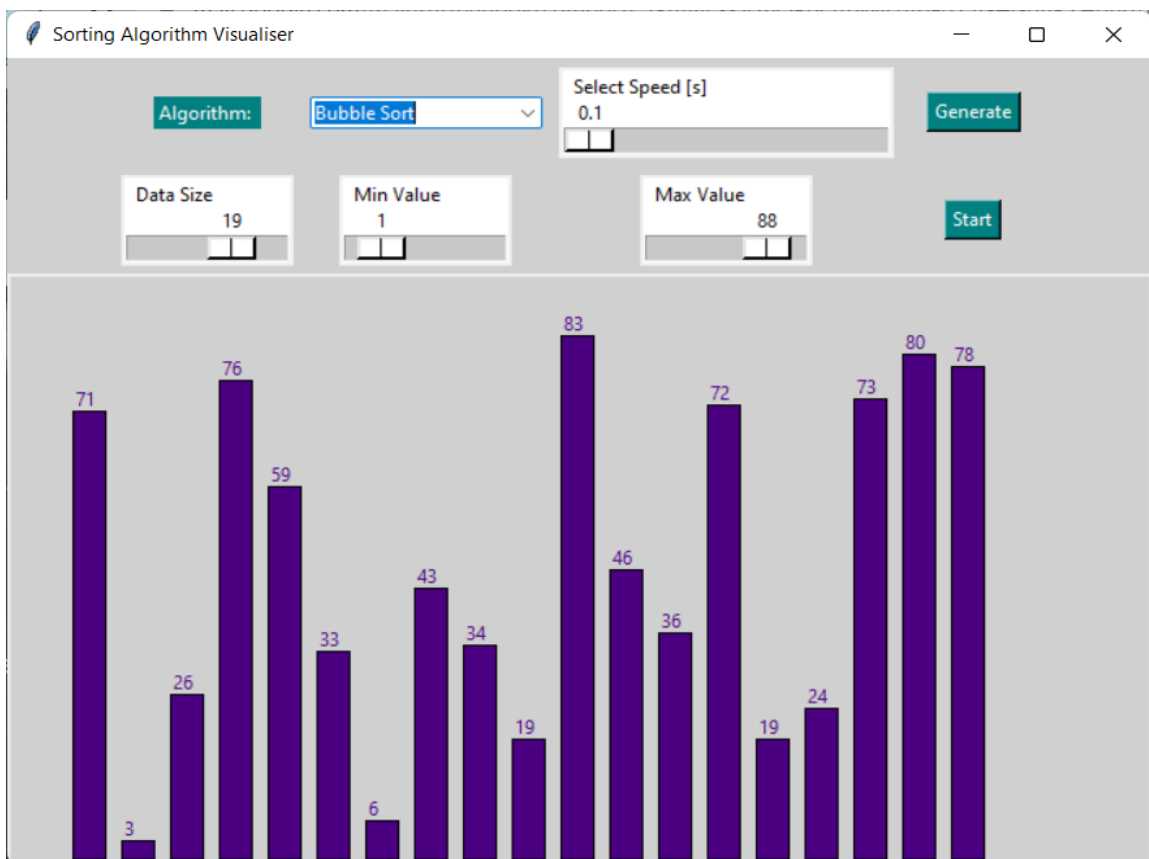 Sorting Algorithm Visualiser
Algorithm:
Bubble Sort
Select Speed [s]
0.1
Generate
Data Size
19
Min Value
1
Max Value
88
Start
71
3
26
76
59
33
6
43
34
19
83
46
36
72
19
24
73
80
78